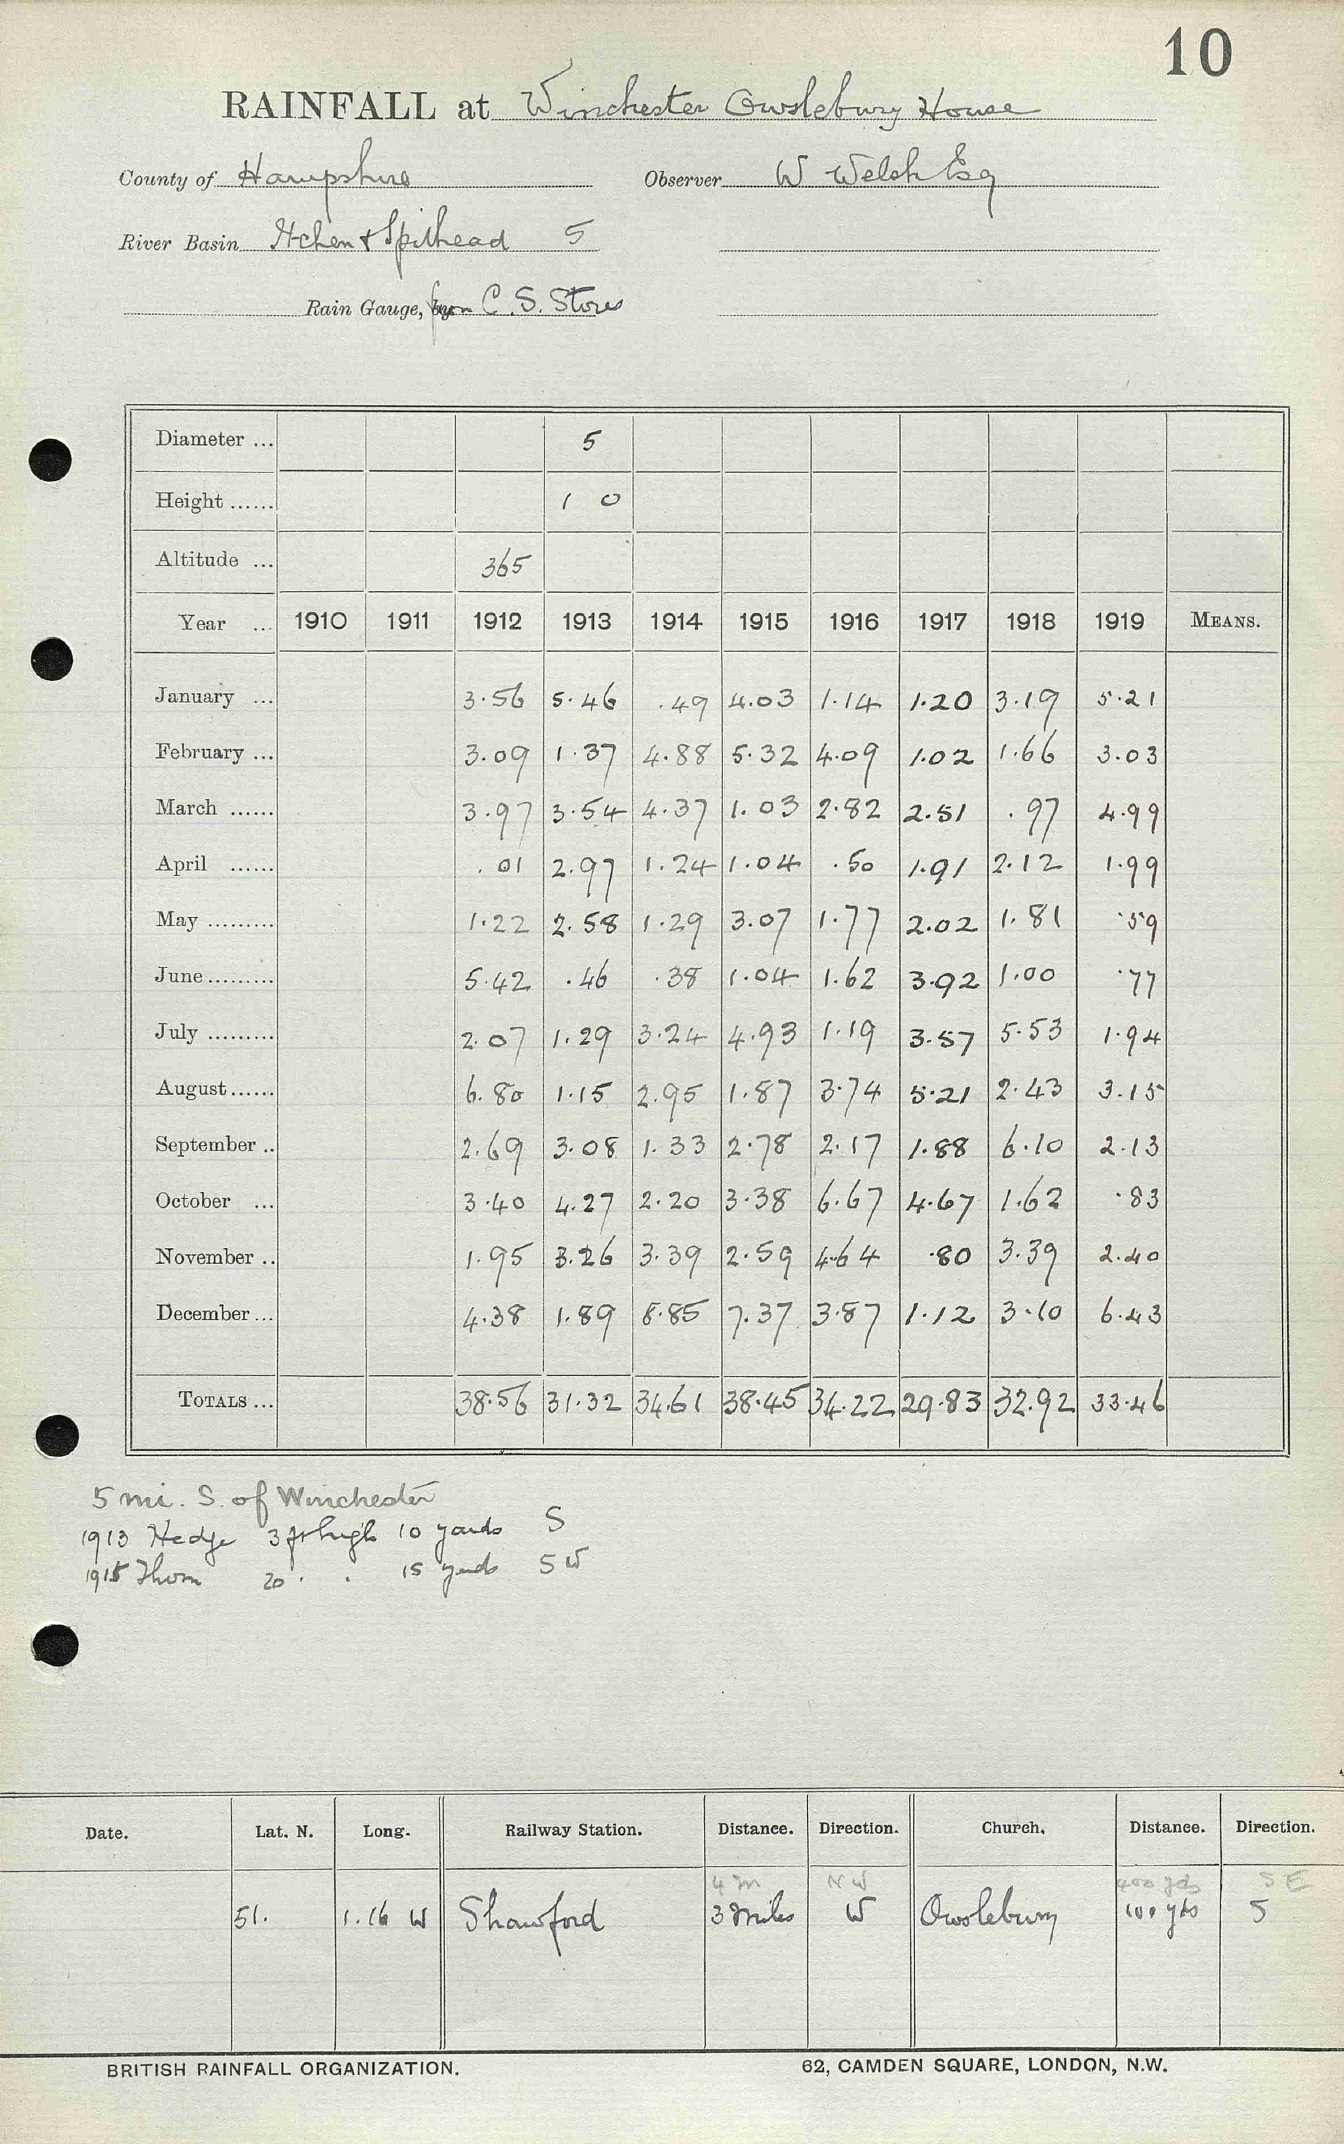 10
RAINFALL at Winchester Owslebury House
County of Hampshire Observer W Welsh Esq
River Basin Itchen & Spithead 5
Rain Gauge, from C. S. Stores
Diameter ... 5
Height ...... 1 0
Altitude ... 365
Year ... 1910 1911 1912 1913 1914 1915 1916 1917 1918 1919 MEANS.
January ... 3.56 5.46 .49 4.03 1.14 1.20 3.19 5.21
February ... 3.09 1.37 4.88 5.32 4.09 1.02 1.66 3.03
March ...... 3.97 3.54 4.37 1.03 2.82 2.51 .97 4.99
April ...... .01 2.97 1.24 1.04 .50 1.91 2.12 1.99
May ......... 1.22 2.58 1.29 3.07 1.77 2.02 1.81 .59
June ......... 5.42 .46 .38 1.04 1.62 3.92 1.00 .77
July ......... 2.07 1.29 3.24 4.93 1.19 3.57 5.53 1.94
August ...... 6.80 1.15 2.95 1.87 3.74 5.21 2.43 3.15
September .. 2.69 3.08 1.33 2.78 2.17 1.88 6.10 2.13
October ... 3.40 4.27 2.20 3.38 6.67 4.67 1.62 .83
November .. 1.95 3.26 3.39 2.59 4.64 .80 3.39 2.40
December ... 4.38 1.89 8.85 7.37 3.87 1.12 3.10 6.43
TOTALS ... 38.56 31.32 34.61 38.45 34.22 29.83 32.92 33.46
5 mi. S. of Winchester
1913 Hedge 3 ft high 10 yards S
1915 Thorn 20 " " 15 yards SW
Date. Lat. N. Long. Railway Station. Distance. Direction. Church. Distance. Direction.
4 m NW 400 yds SE
51. 1.16 W Shawford 3 miles W Owslebury 100 yds S
BRITISH RAINFALL ORGANIZATION. 62, CAMDEN SQUARE, LONDON, N.W.